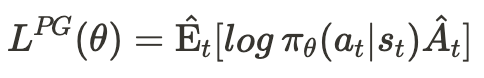 L^{PG}(θ) = Ê_t[log π_θ(a_t|s_t)Â_t]